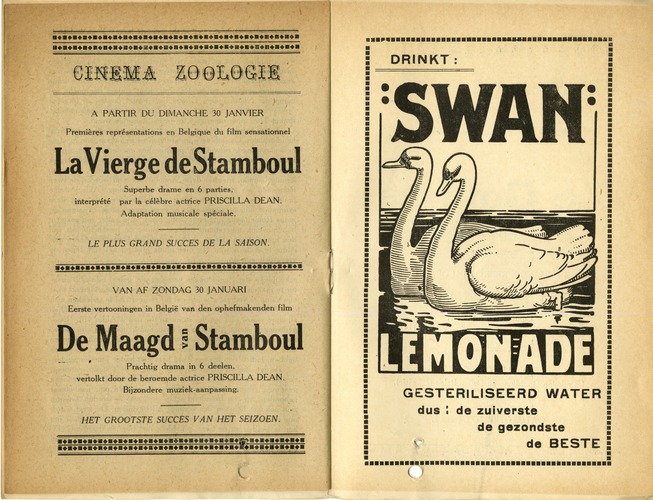 CINEMA ZOOLOGIE
A PARTIR DU DIMANCHE 30 JANVIER
Premières représentations en Belgique du film sensationnel
La Vierge de Stamboul
Superbe drame en 6 parties,
interprété par la célèbre actrice PRISCILLA DEAN.
Adaptation musicale spéciale.
LE PLUS GRAND SUCCES DE LA SAISON.
VAN AF ZONDAG 30 JANUARI
Eerste vertooningen in België van den ophefmakenden film
De Maagd van Stamboul
Prachtig drama in 6 deelen,
vertolkt door de beroemde actrice PRISCILLA DEAN.
Bijzondere muziek-aanpassing.
HET GROOTSTE SUCCES VAN HET SEIZOEN.
DRINKT :
SWAN
LEMONADE
GESTERILISEERD WATER
dus : de zuiverste
de gezondste
de BESTE